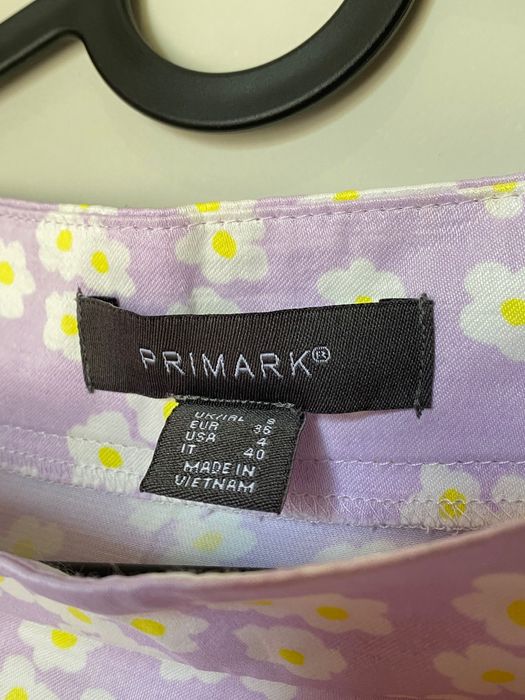 PRIMARK®
UK/IRL 8
EUR 36
USA 4
IT 40
MADE IN
VIETNAM